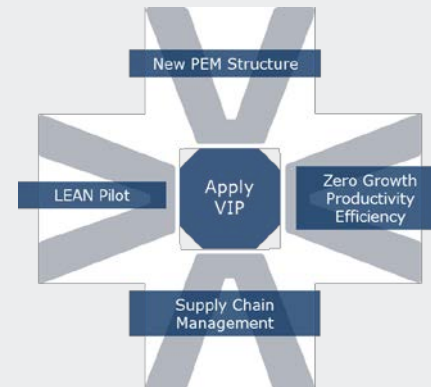 New PEM Structure
LEAN Pilot
Apply
VIP
Zero Growth
Productivity
Efficiency
Supply Chain
Management